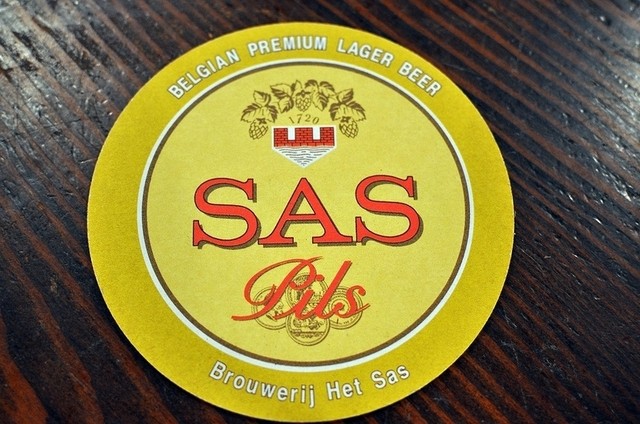 BELGIAN PREMIUM LAGER BEER
1720
SAS
Pils
Brouwerij Het Sas